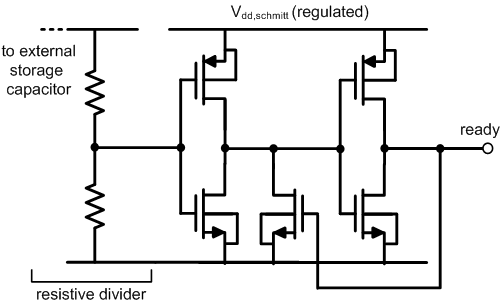 V_dd,schmitt (regulated)
to external
storage
capacitor
ready
resistive divider